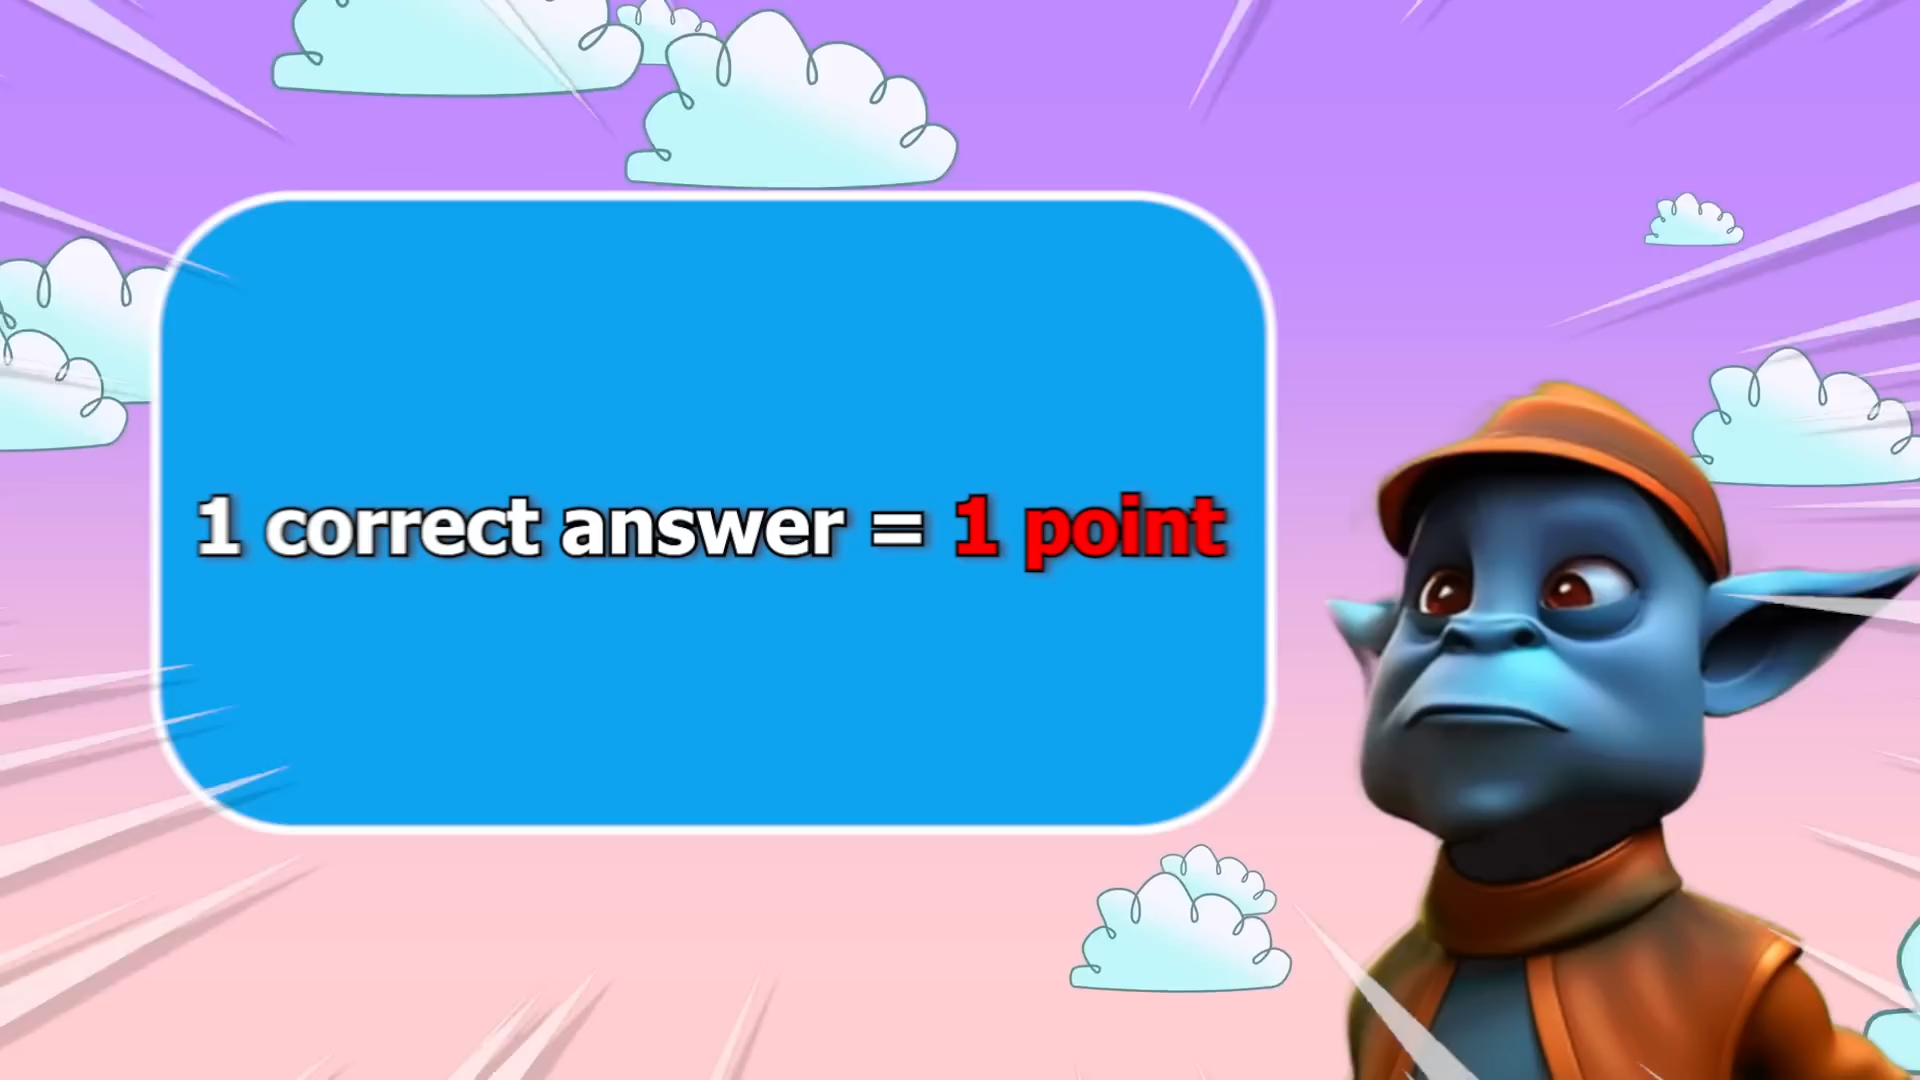 1 correct answer = 1 point